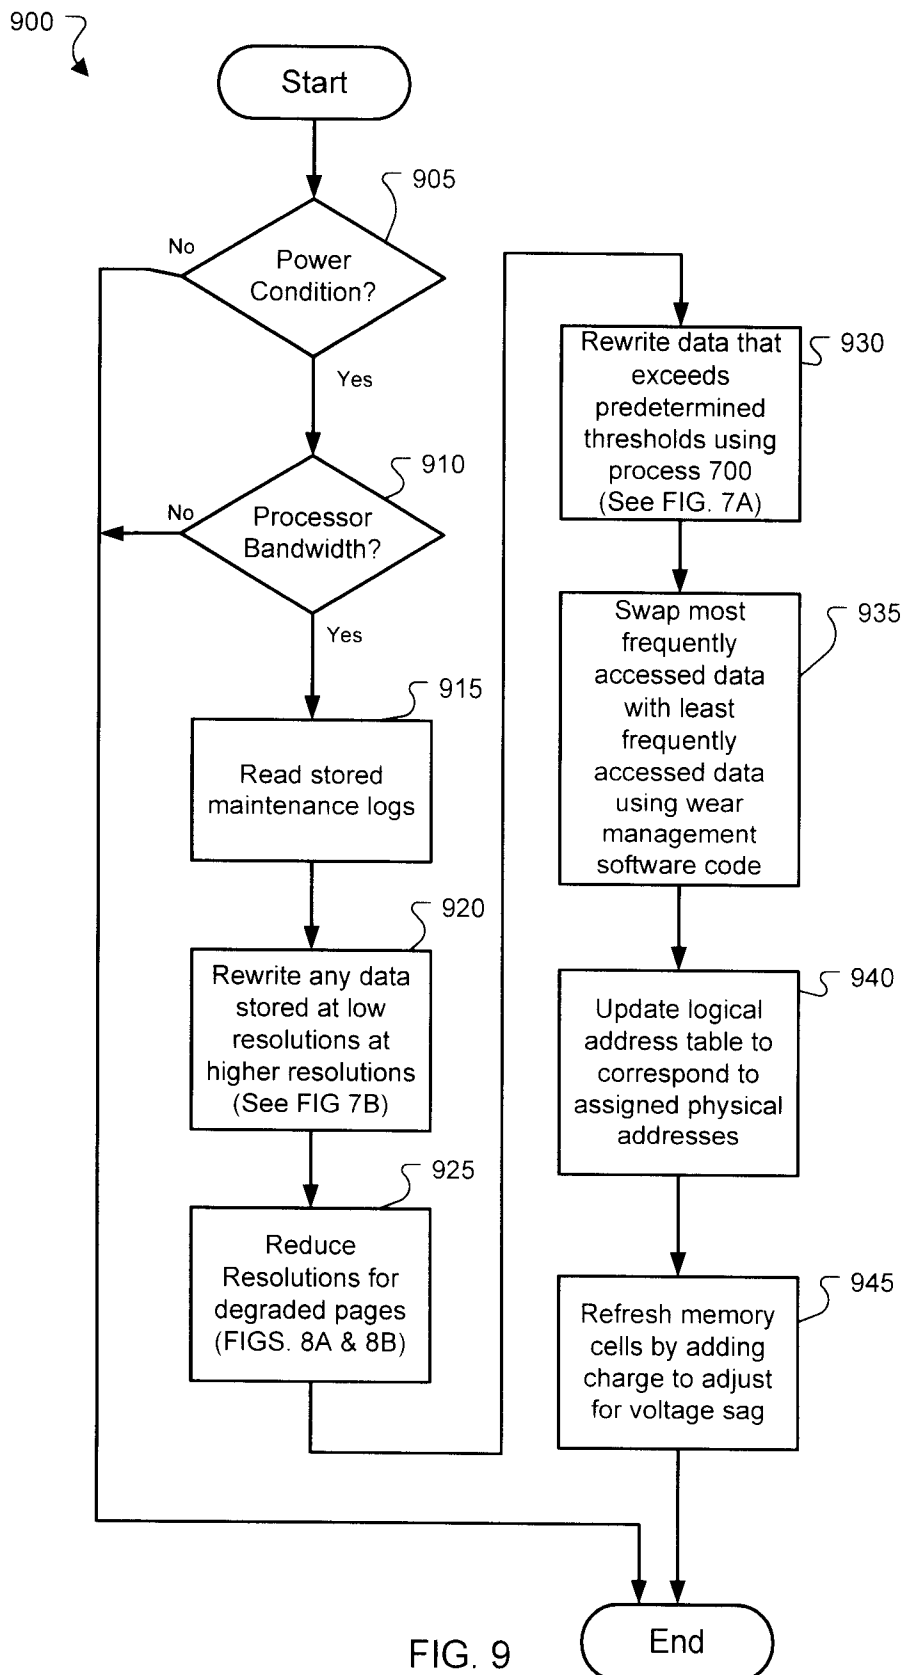 900
Start
905
No
Power
Condition?
Yes
910
No
Processor
Bandwidth?
Yes
915
Read stored
maintenance logs
920
Rewrite any data
stored at low
resolutions at
higher resolutions
(See FIG 7B)
925
Reduce
Resolutions for
degraded pages
(FIGS. 8A & 8B)
930
Rewrite data that
exceeds
predetermined
thresholds using
process 700
(See FIG. 7A)
935
Swap most
frequently
accessed data
with least
frequently
accessed data
using wear
management
software code
940
Update logical
address table to
correspond to
assigned physical
addresses
945
Refresh memory
cells by adding
charge to adjust
for voltage sag
End
FIG. 9